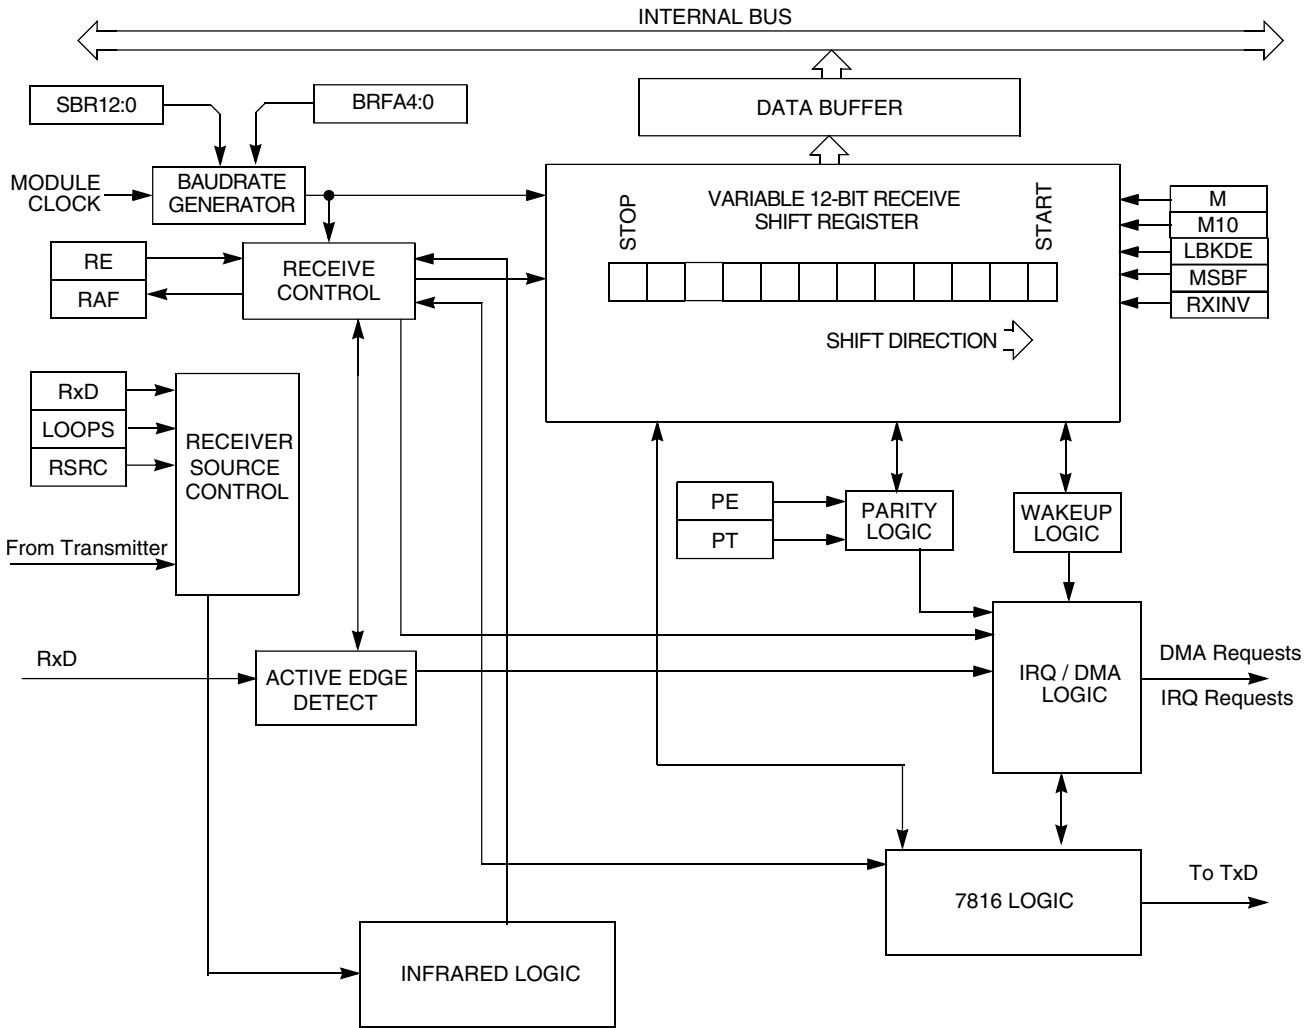 INTERNAL BUS
SBR12:0
BRFA4:0
DATA BUFFER
MODULE
CLOCK
BAUDRATE
GENERATOR
VARIABLE 12-BIT RECEIVE
SHIFT REGISTER
STOP
START
M
M10
LBKDE
MSBF
RXINV
RE
RAF
RECEIVE
CONTROL
SHIFT DIRECTION
RxD
LOOPS
RSRC
RECEIVER
SOURCE
CONTROL
From Transmitter
PE
PT
PARITY
LOGIC
WAKEUP
LOGIC
RxD
ACTIVE EDGE
DETECT
IRQ / DMA
LOGIC
DMA Requests
IRQ Requests
7816 LOGIC
To TxD
INFRARED LOGIC